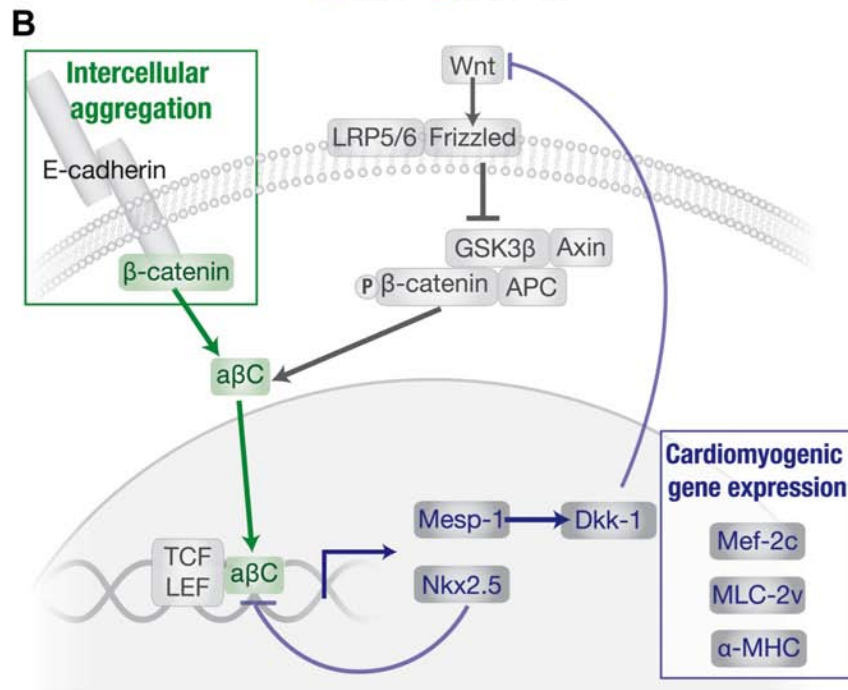 B
Intercellular
aggregation
E-cadherin
β-catenin
Wnt
LRP5/6 Frizzled
GSK3β Axin
P β-catenin APC
aβC
Cardiomyogenic
gene expression
Mef-2c
MLC-2v
α-MHC
Mesp-1 Dkk-1
Nkx2.5
TCF
LEF
aβC